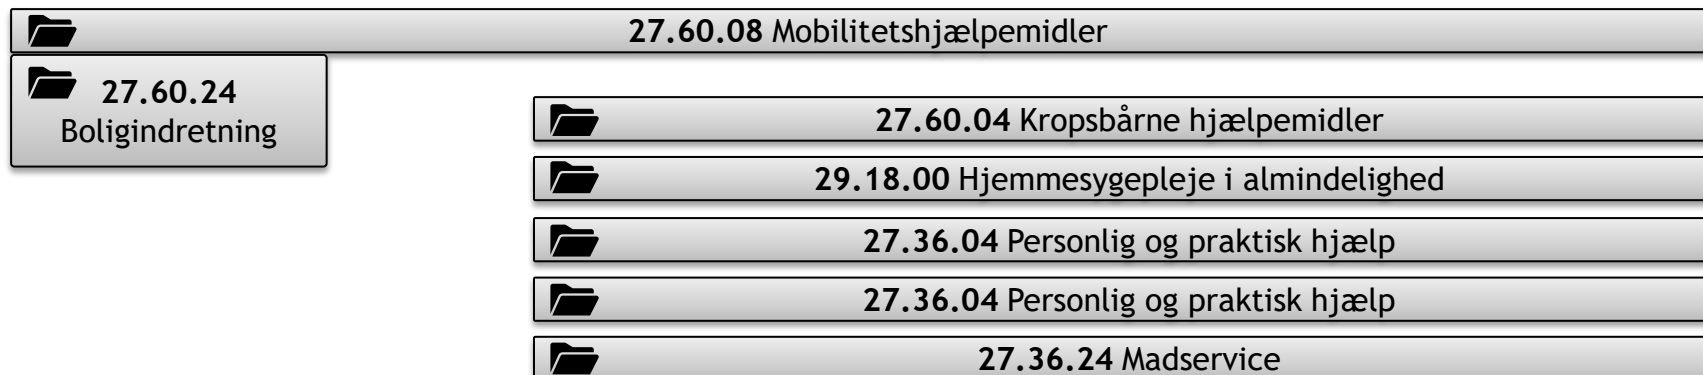 27.60.08 Mobilitetshjælpemidler
27.60.24
Boligindretning
27.60.04 Kropsbårne hjælpemidler
29.18.00 Hjemmesygepleje i almindelighed
27.36.04 Personlig og praktisk hjælp
27.36.04 Personlig og praktisk hjælp
27.36.24 Madservice